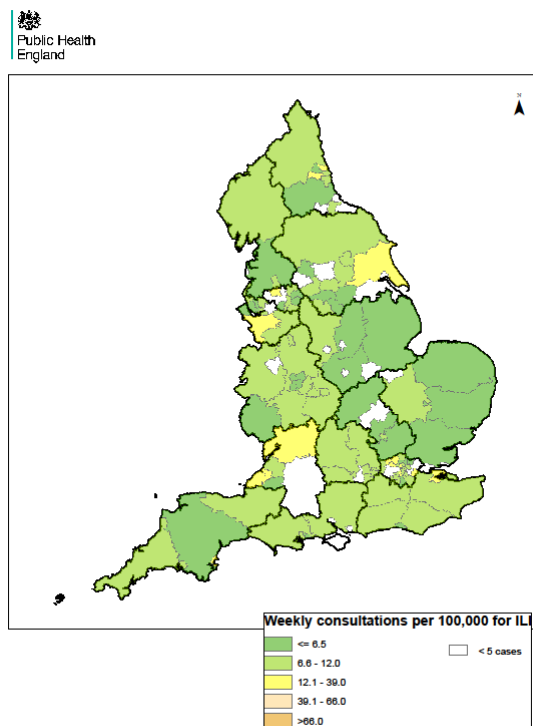 Public Health
England
N
Weekly consultations per 100,000 for ILI
<= 6.5
6.6 - 12.0
12.1 - 39.0
39.1 - 66.0
>66.0
< 5 cases